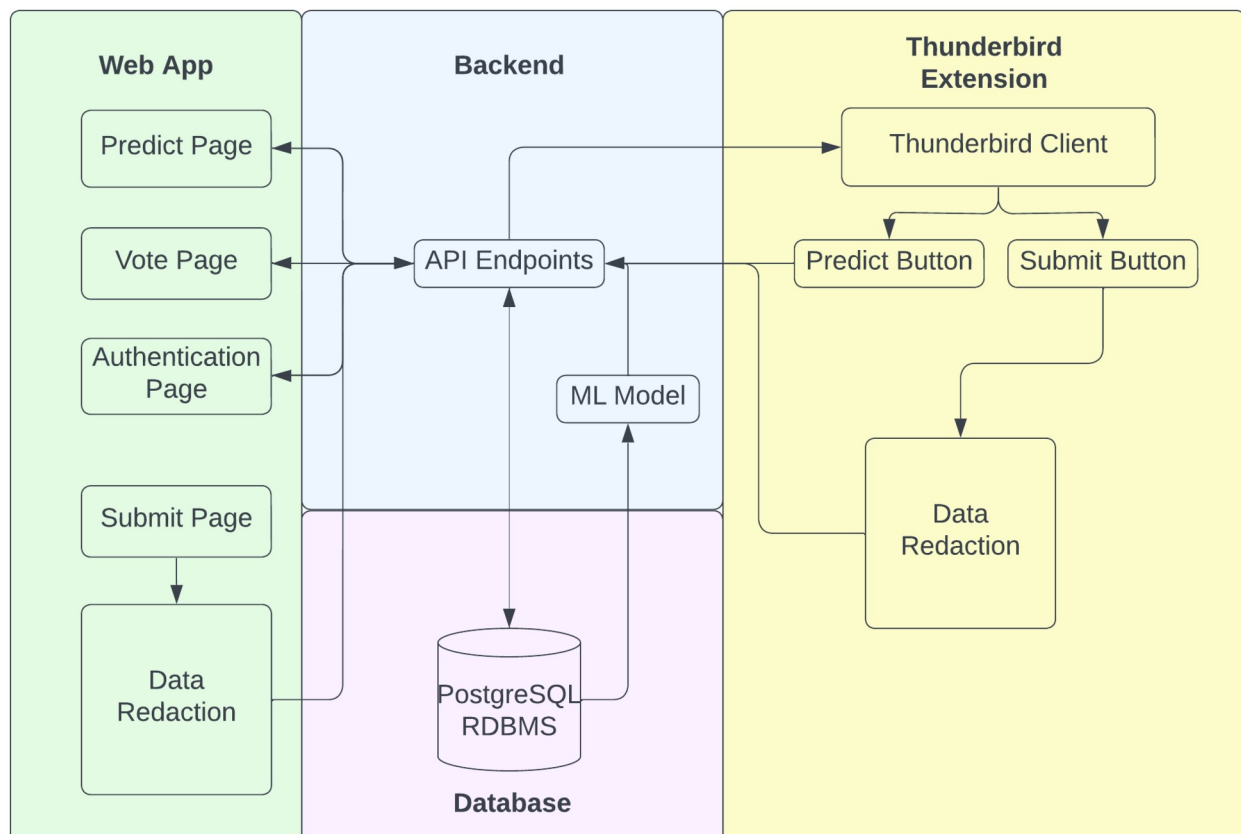 Web App
Predict Page
Vote Page
Authentication
Page
Submit Page
Data
Redaction
Backend
API Endpoints
ML Model
PostgreSQL
RDBMS
Database
Thunderbird
Extension
Thunderbird Client
Predict Button
Submit Button
Data
Redaction